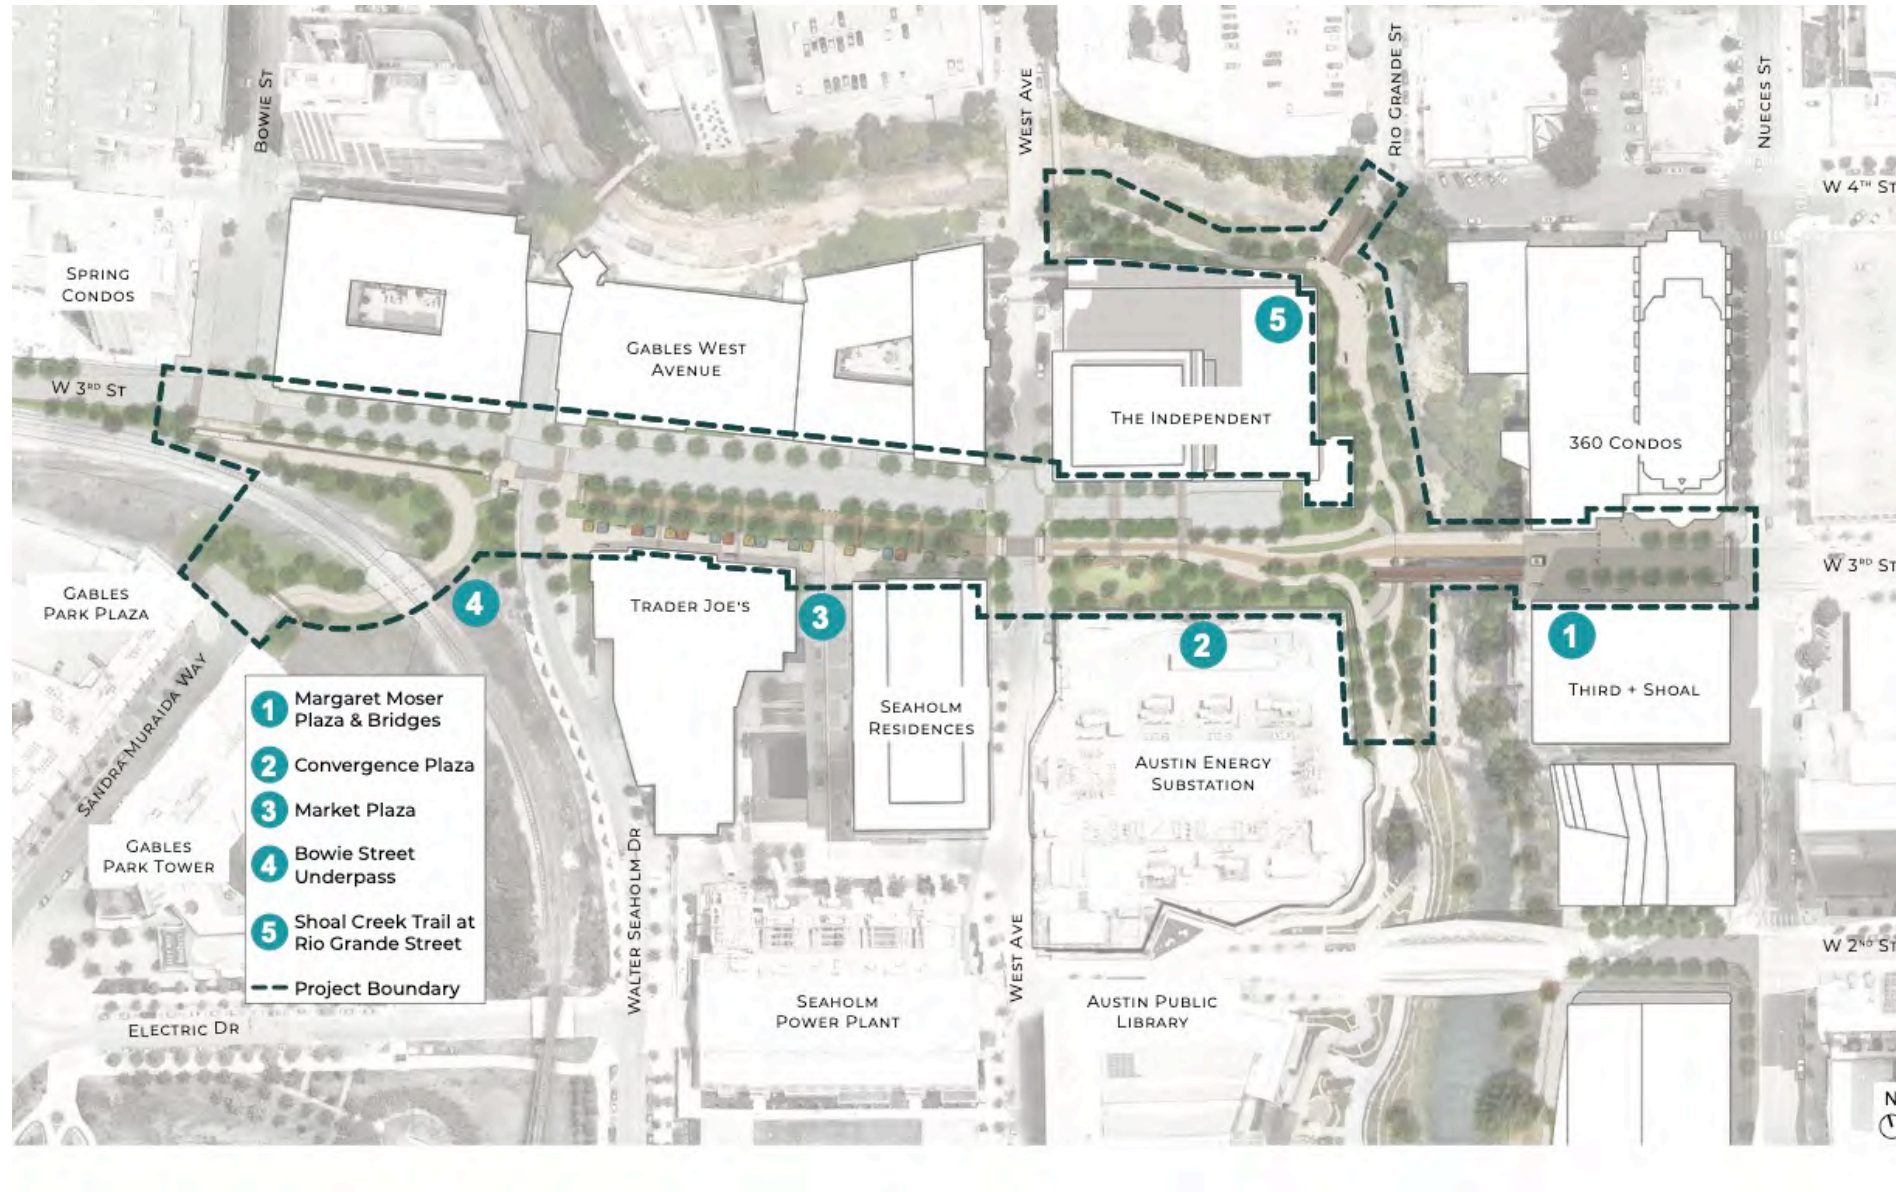 BOWIE ST
WEST AVE
RIO GRANDE ST
NUECES ST
W 4TH ST
SPRING
CONDOS
W 3RD ST
GABLES WEST
AVENUE
5
THE INDEPENDENT
360 CONDOS
GABLES
PARK PLAZA
4
TRADER JOE'S
3
2
1
W 3RD ST
SANDRA MURAIDA WAY
SEAHOLM
RESIDENCES
THIRD + SHOAL
AUSTIN ENERGY
SUBSTATION
GABLES
PARK TOWER
1 Margaret Moser
Plaza & Bridges
2 Convergence Plaza
3 Market Plaza
4 Bowie Street
Underpass
5 Shoal Creek Trail at
Rio Grande Street
Project Boundary
WALTER SEAHOLM DR
WEST AVE
W 2ND ST
ELECTRIC DR
SEAHOLM
POWER PLANT
AUSTIN PUBLIC
LIBRARY
N